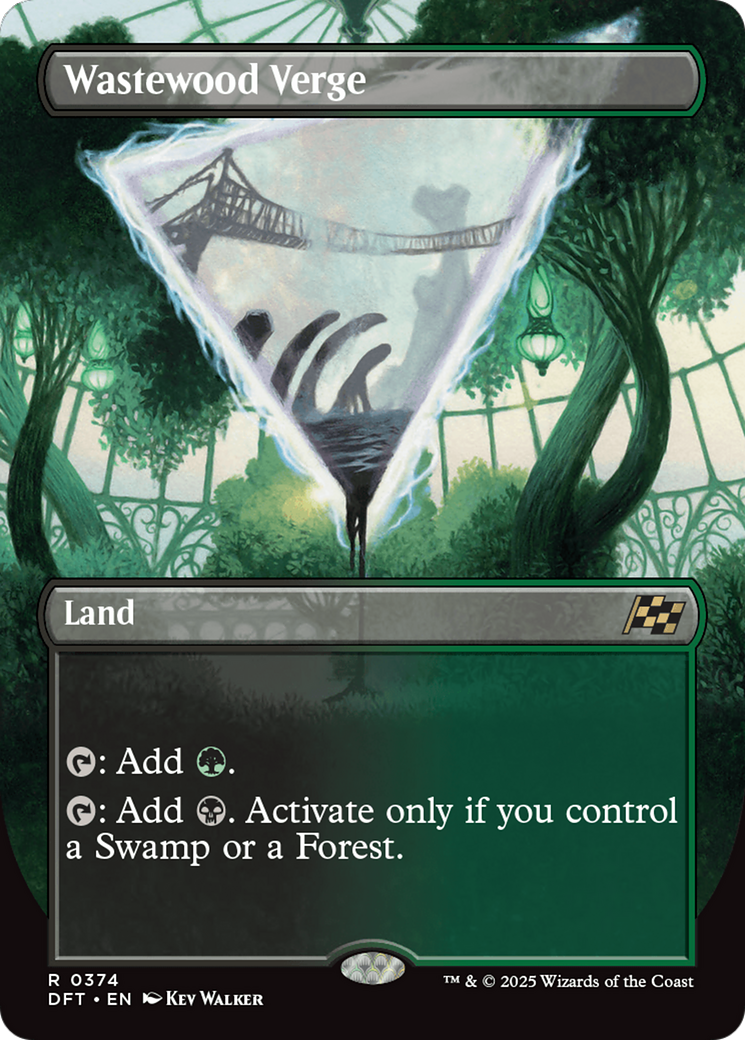 Wastewood Verge
Land
: Add .
: Add . Activate only if you control
a Swamp or a Forest.
R 0374
DFT • EN Kev Walker
™ & © 2025 Wizards of the Coast